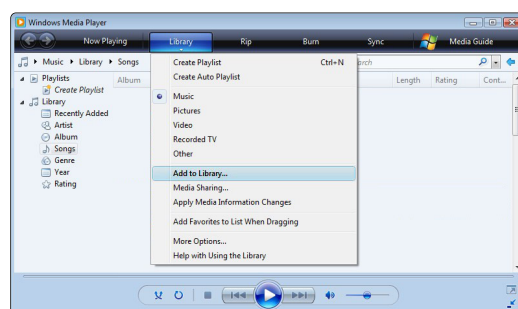 Windows Media Player
Now Playing Library Rip Burn Sync Media Guide
Music Library Songs
Playlists
Create Playlist
Library
Recently Added
Artist
Album
Songs
Genre
Year
Rating
Album Length Rating Cont...
Create Playlist Ctrl+N
Create Auto Playlist
Music
Pictures
Video
Recorded TV
Other
Add to Library...
Media Sharing...
Apply Media Information Changes
Add Favorites to List When Dragging
More Options...
Help with Using the Library